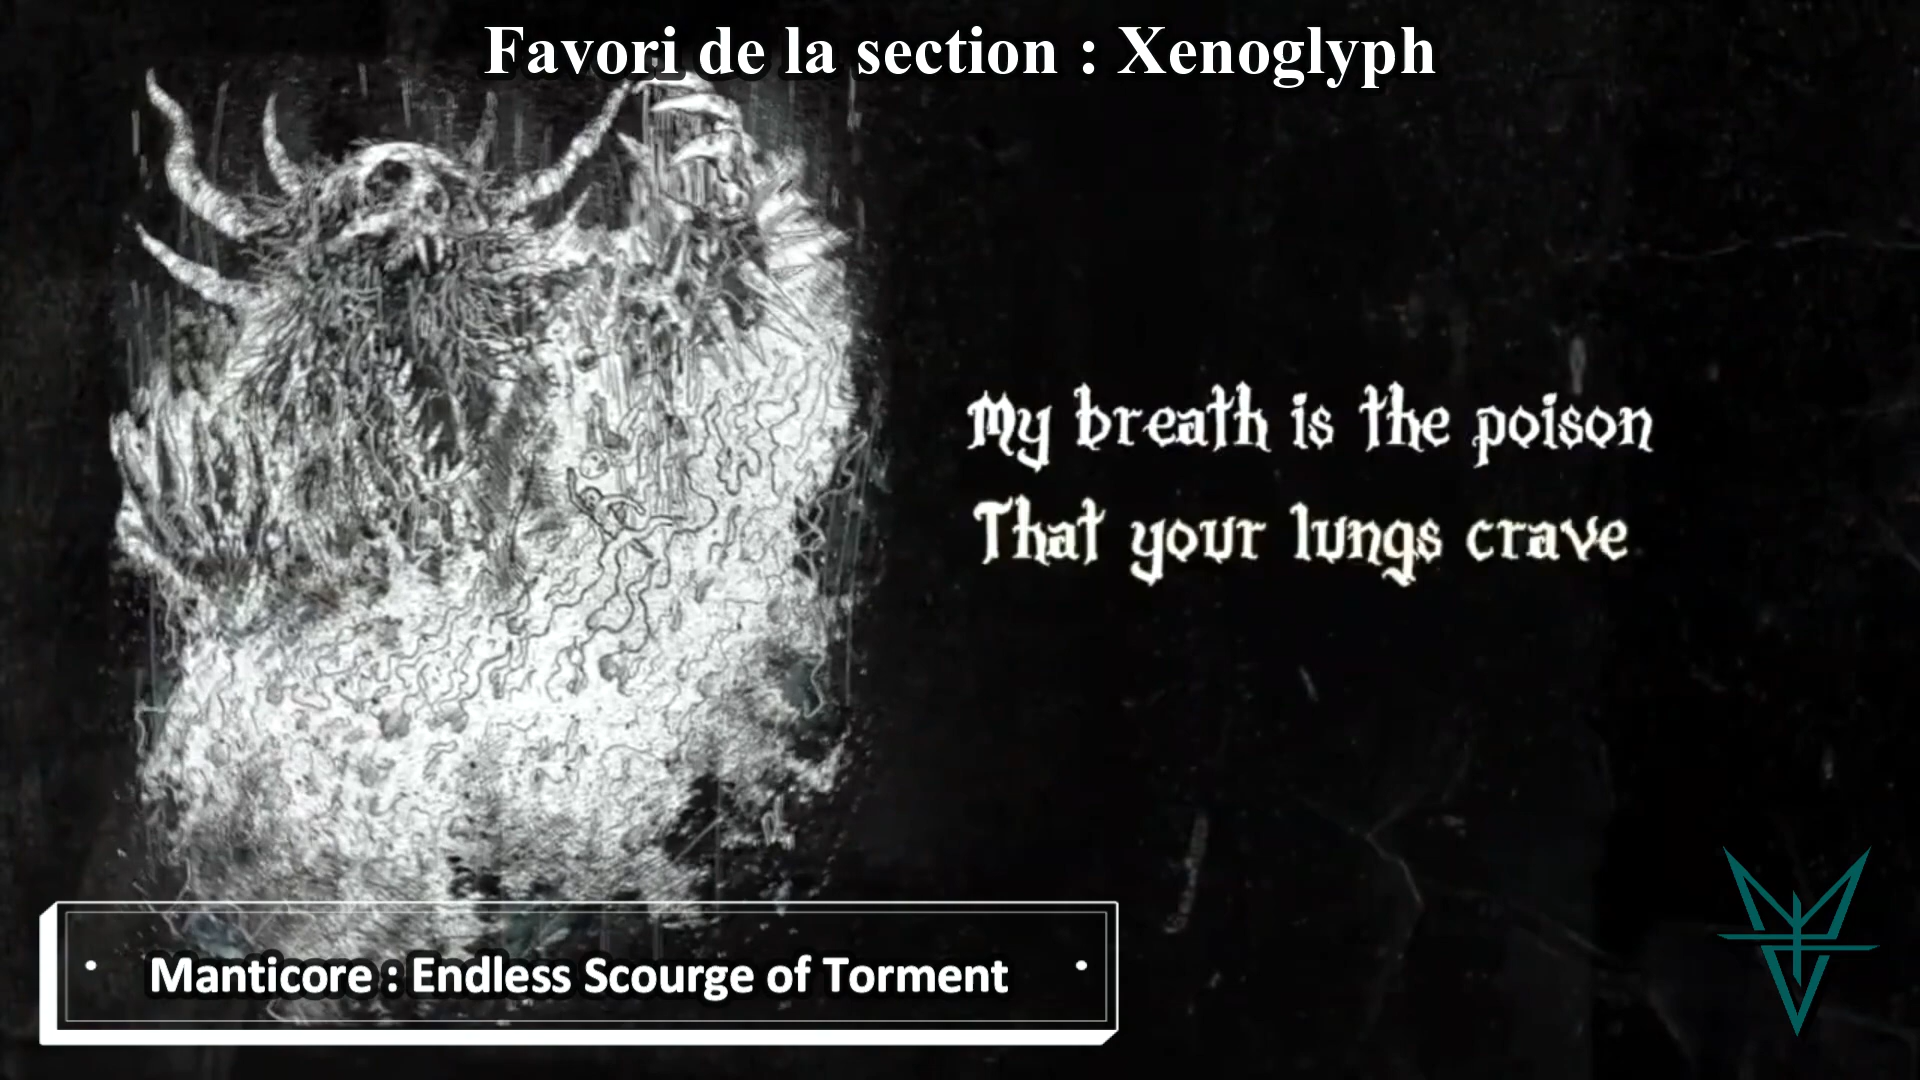 Favori de la section : Xenoglyph
My breath is the poison
That your lungs crave
Manticore : Endless Scourge of Torment